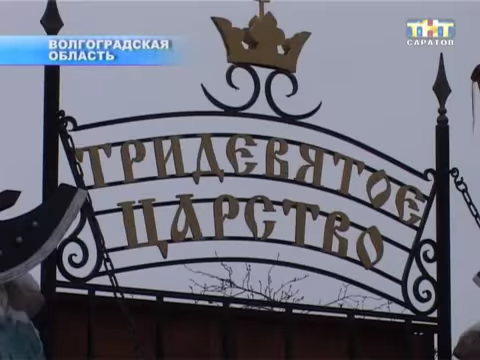 ВОЛГОГРАДСКАЯ
ОБЛАСТЬ
ТНТ
САРАТОВ
ТРИДЕВЯТОЕ
ЦАРСТВО